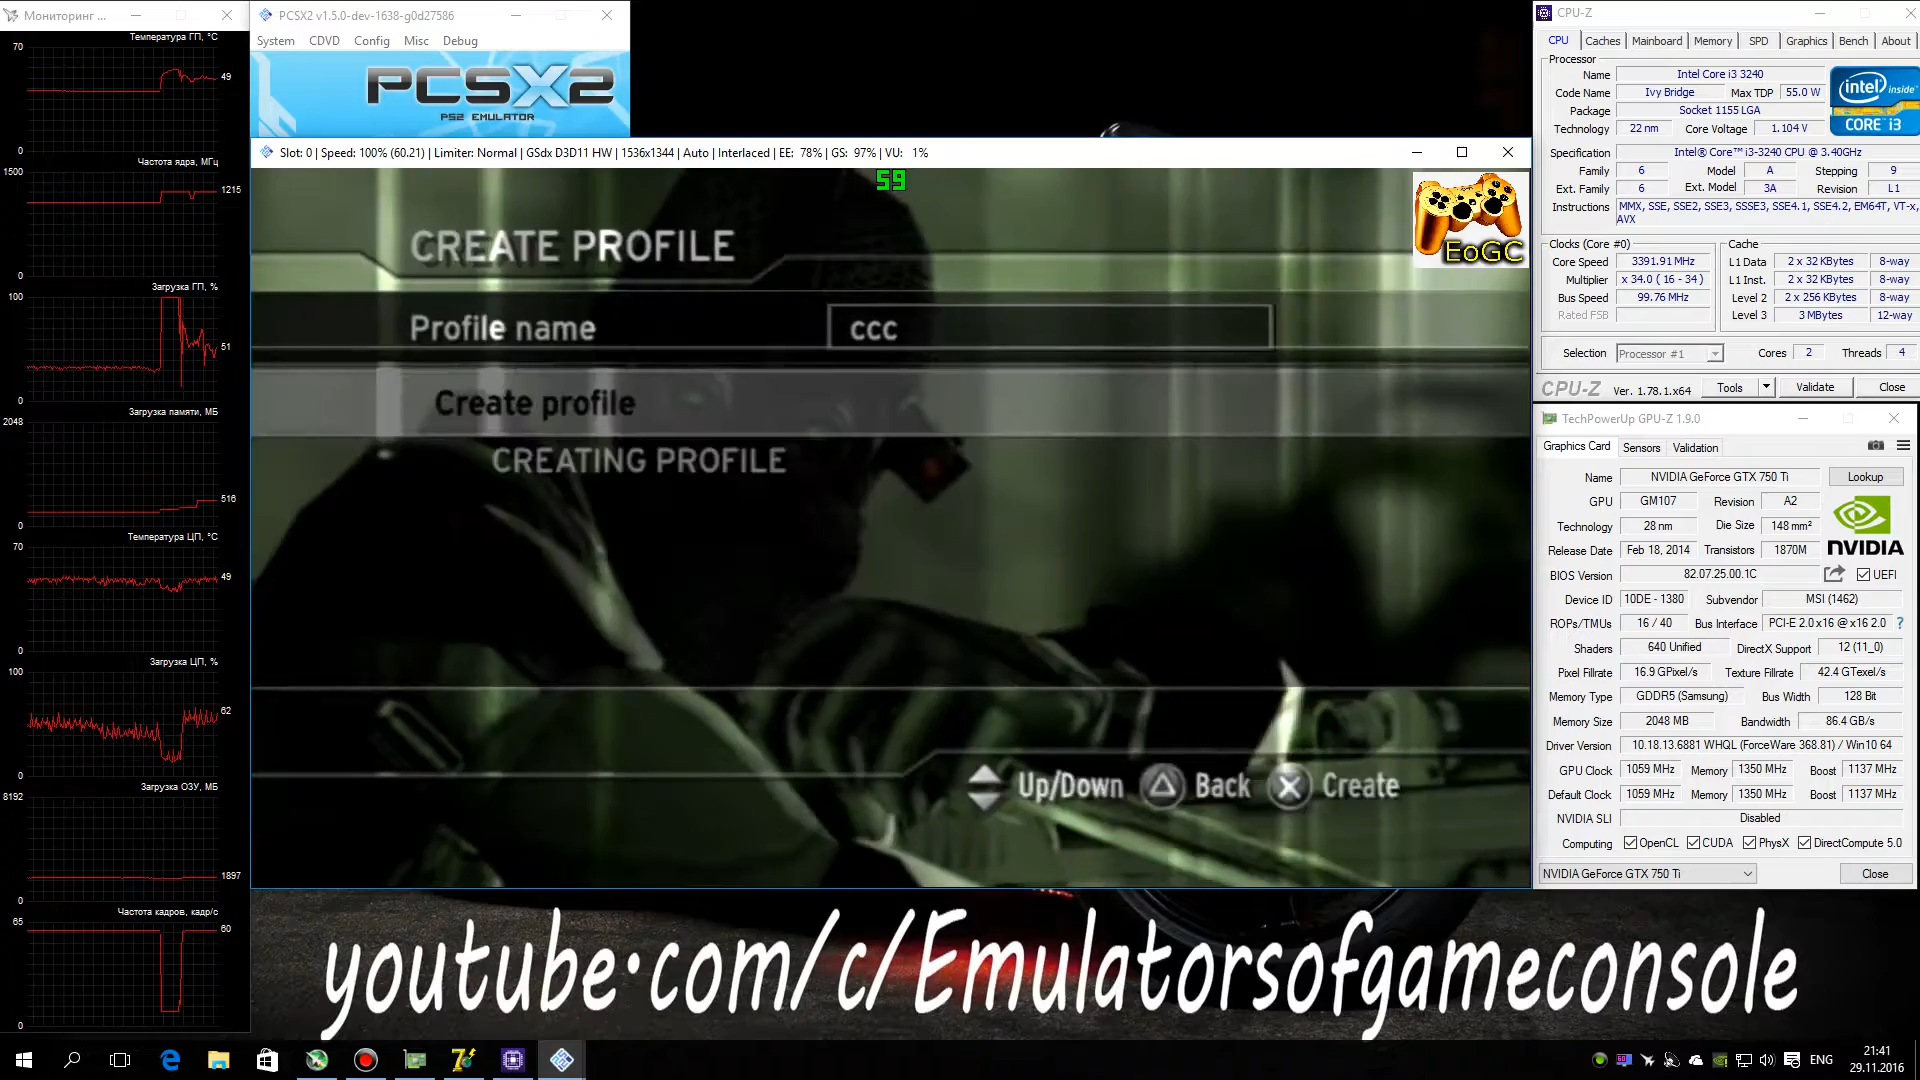 Мониторинг ...
Температура ГП, °C
70
49
0
Частота ядра, МГц
1500
1215
0
Загрузка ГП, %
100
51
0
Загрузка памяти, МБ
2048
516
0
Температура ЦП, °C
70
49
0
Загрузка ЦП, %
100
62
0
Загрузка ОЗУ, МБ
8192
1897
0
Частота кадров, кадр/с
65
60
0
PCSX2 v1.5.0-dev-1638-g0d27586
System CDVD Config Misc Debug
PCSX2
PS2 EMULATOR
Slot: 0 | Speed: 100% (60.21) | Limiter: Normal | GSdx D3D11 HW | 1536x1344 | Auto | Interlaced | EE: 78% | GS: 97% | VU: 1%
59
EoGC
CREATE PROFILE
Profile name ccc
Create profile
CREATING PROFILE
Up/Down Back Create
youtube.com/c/Emulatorsofgameconsole
CPU-Z
CPU Caches Mainboard Memory SPD Graphics Bench About
Processor
Name Intel Core i3 3240
Code Name Ivy Bridge Max TDP 55.0 W
Package Socket 1155 LGA
Technology 22 nm Core Voltage 1.104 V
intel inside™
CORE i3
Specification Intel® Core™ i3-3240 CPU @ 3.40GHz
Family 6 Model A Stepping 9
Ext. Family 6 Ext. Model 3A Revision L1
Instructions MMX, SSE, SSE2, SSE3, SSSE3, SSE4.1, SSE4.2, EM64T, VT-x,
AVX
Clocks (Core #0) Cache
Core Speed 3391.91 MHz L1 Data 2 x 32 KBytes 8-way
Multiplier x 34.0 ( 16 - 34 ) L1 Inst. 2 x 32 KBytes 8-way
Bus Speed 99.76 MHz Level 2 2 x 256 KBytes 8-way
Rated FSB Level 3 3 MBytes 12-way
Selection Processor #1 Cores 2 Threads 4
CPU-Z Ver. 1.78.1.x64 Tools Validate Close
TechPowerUp GPU-Z 1.9.0
Graphics Card Sensors Validation
Name NVIDIA GeForce GTX 750 Ti Lookup
GPU GM107 Revision A2
Technology 28 nm Die Size 148 mm²
Release Date Feb 18, 2014 Transistors 1870M
NVIDIA
BIOS Version 82.07.25.00.1C UEFI
Device ID 10DE - 1380 Subvendor MSI (1462)
ROPs/TMUs 16 / 40 Bus Interface PCI-E 2.0 x16 @ x16 2.0 ?
Shaders 640 Unified DirectX Support 12 (11_0)
Pixel Fillrate 16.9 GPixel/s Texture Fillrate 42.4 GTexel/s
Memory Type GDDR5 (Samsung) Bus Width 128 Bit
Memory Size 2048 MB Bandwidth 86.4 GB/s
Driver Version 10.18.13.6881 WHQL (ForceWare 368.81) / Win10 64
GPU Clock 1059 MHz Memory 1350 MHz Boost 1137 MHz
Default Clock 1059 MHz Memory 1350 MHz Boost 1137 MHz
NVIDIA SLI Disabled
Computing OpenCL CUDA PhysX DirectCompute 5.0
NVIDIA GeForce GTX 750 Ti Close
ENG
21:41
29.11.2016